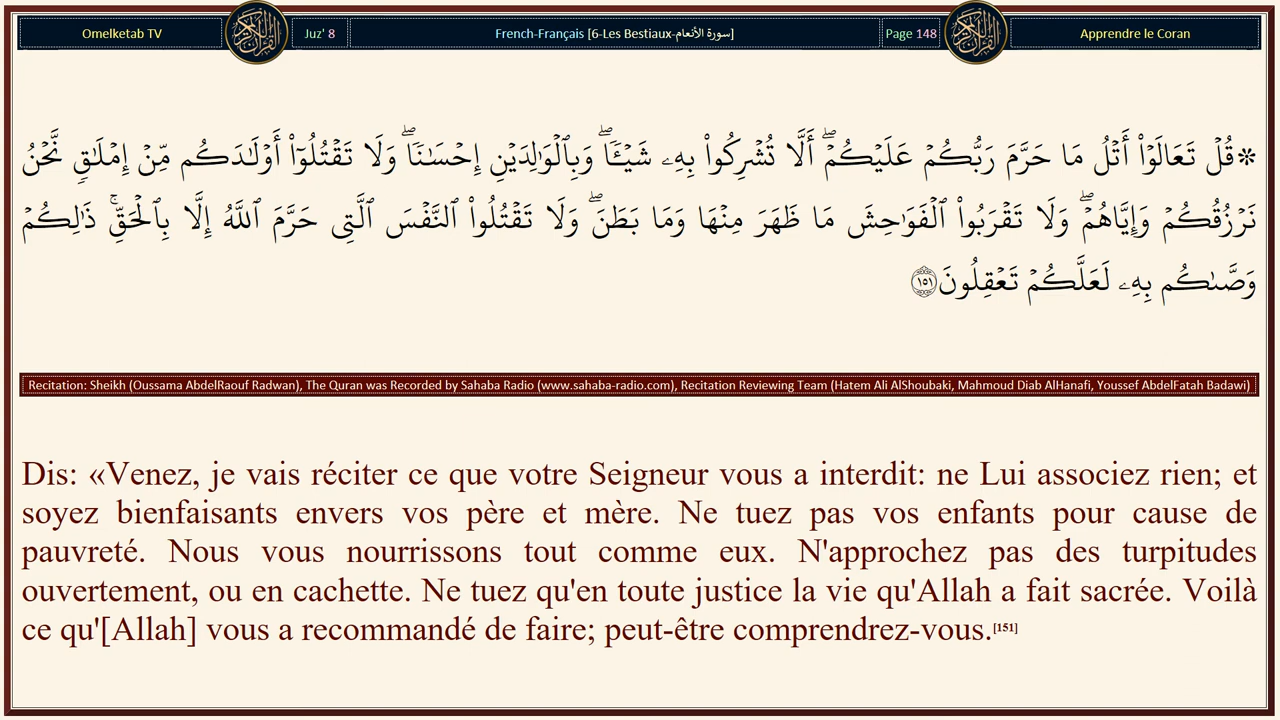 Omelketab TV
Juz' 8
French-Français [6-Les Bestiaux-سورة الأنعام]
Page 148
Apprendre le Coran
۞قُلۡ تَعَالَوۡاْ أَتۡلُ مَا حَرَّمَ رَبُّكُمۡ عَلَيۡكُمۡۖ أَلَّا تُشۡرِكُواْ بِهِۦ شَيۡـٔٗاۖ وَبِٱلۡوَٰلِدَيۡنِ إِحۡسَٰنٗاۖ وَلَا تَقۡتُلُوٓاْ أَوۡلَٰدَكُم مِّنۡ إِمۡلَٰقٖ نَّحۡنُ
نَرۡزُقُكُمۡ وَإِيَّاهُمۡۖ وَلَا تَقۡرَبُواْ ٱلۡفَوَٰحِشَ مَا ظَهَرَ مِنۡهَا وَمَا بَطَنَۖ وَلَا تَقۡتُلُواْ ٱلنَّفۡسَ ٱلَّتِي حَرَّمَ ٱللَّهُ إِلَّا بِٱلۡحَقِّۚ ذَٰلِكُمۡ
وَصَّىٰكُم بِهِۦ لَعَلَّكُمۡ تَعۡقِلُونَ ١٥١
Recitation: Sheikh (Oussama AbdelRaouf Radwan), The Quran was Recorded by Sahaba Radio (www.sahaba-radio.com), Recitation Reviewing Team (Hatem Ali AlShoubaki, Mahmoud Diab AlHanafi, Youssef AbdelFatah Badawi)
Dis: «Venez, je vais réciter ce que votre Seigneur vous a interdit: ne Lui associez rien; et
soyez bienfaisants envers vos père et mère. Ne tuez pas vos enfants pour cause de
pauvreté. Nous vous nourrissons tout comme eux. N'approchez pas des turpitudes
ouvertement, ou en cachette. Ne tuez qu'en toute justice la vie qu'Allah a fait sacrée. Voilà
ce qu'[Allah] vous a recommandé de faire; peut-être comprendrez-vous.[151]